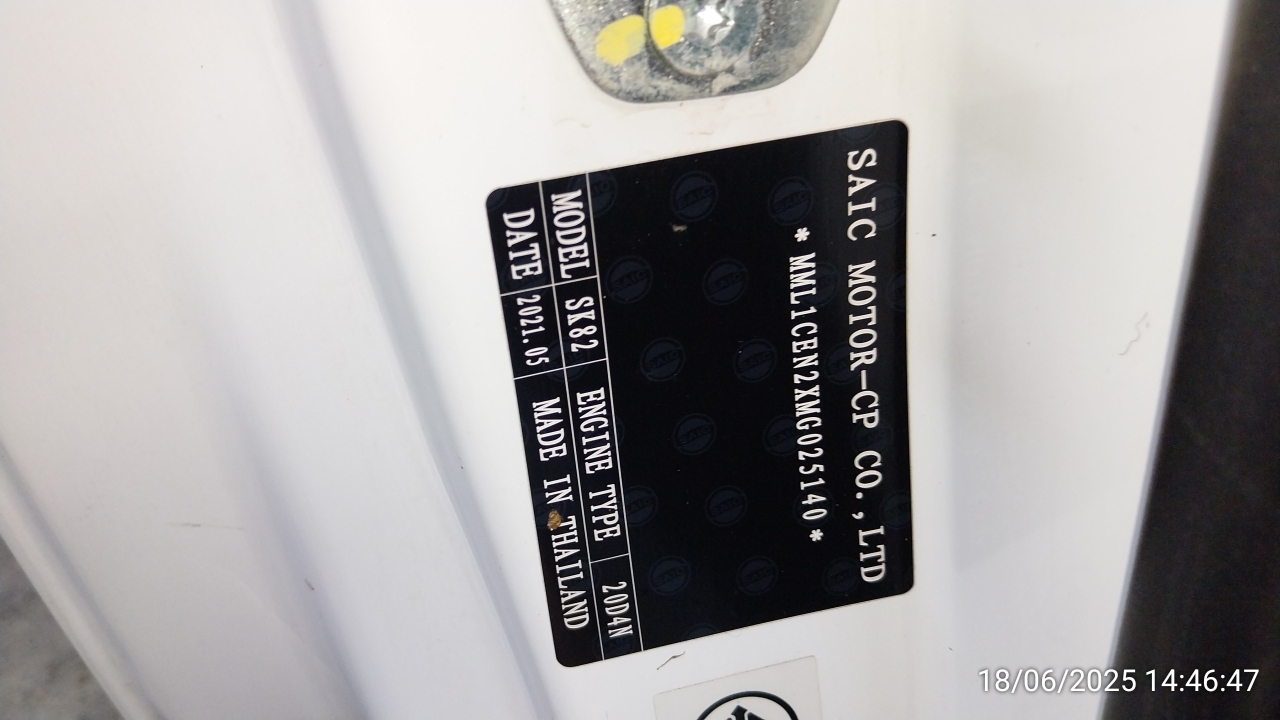 SAIC MOTOR-CP CO.,LTD
*MML1CEN2XMG025140*
MODEL SK82 ENGINE TYPE 20D4N
DATE 2021.05 MADE IN THAILAND
18/06/2025 14:46:47